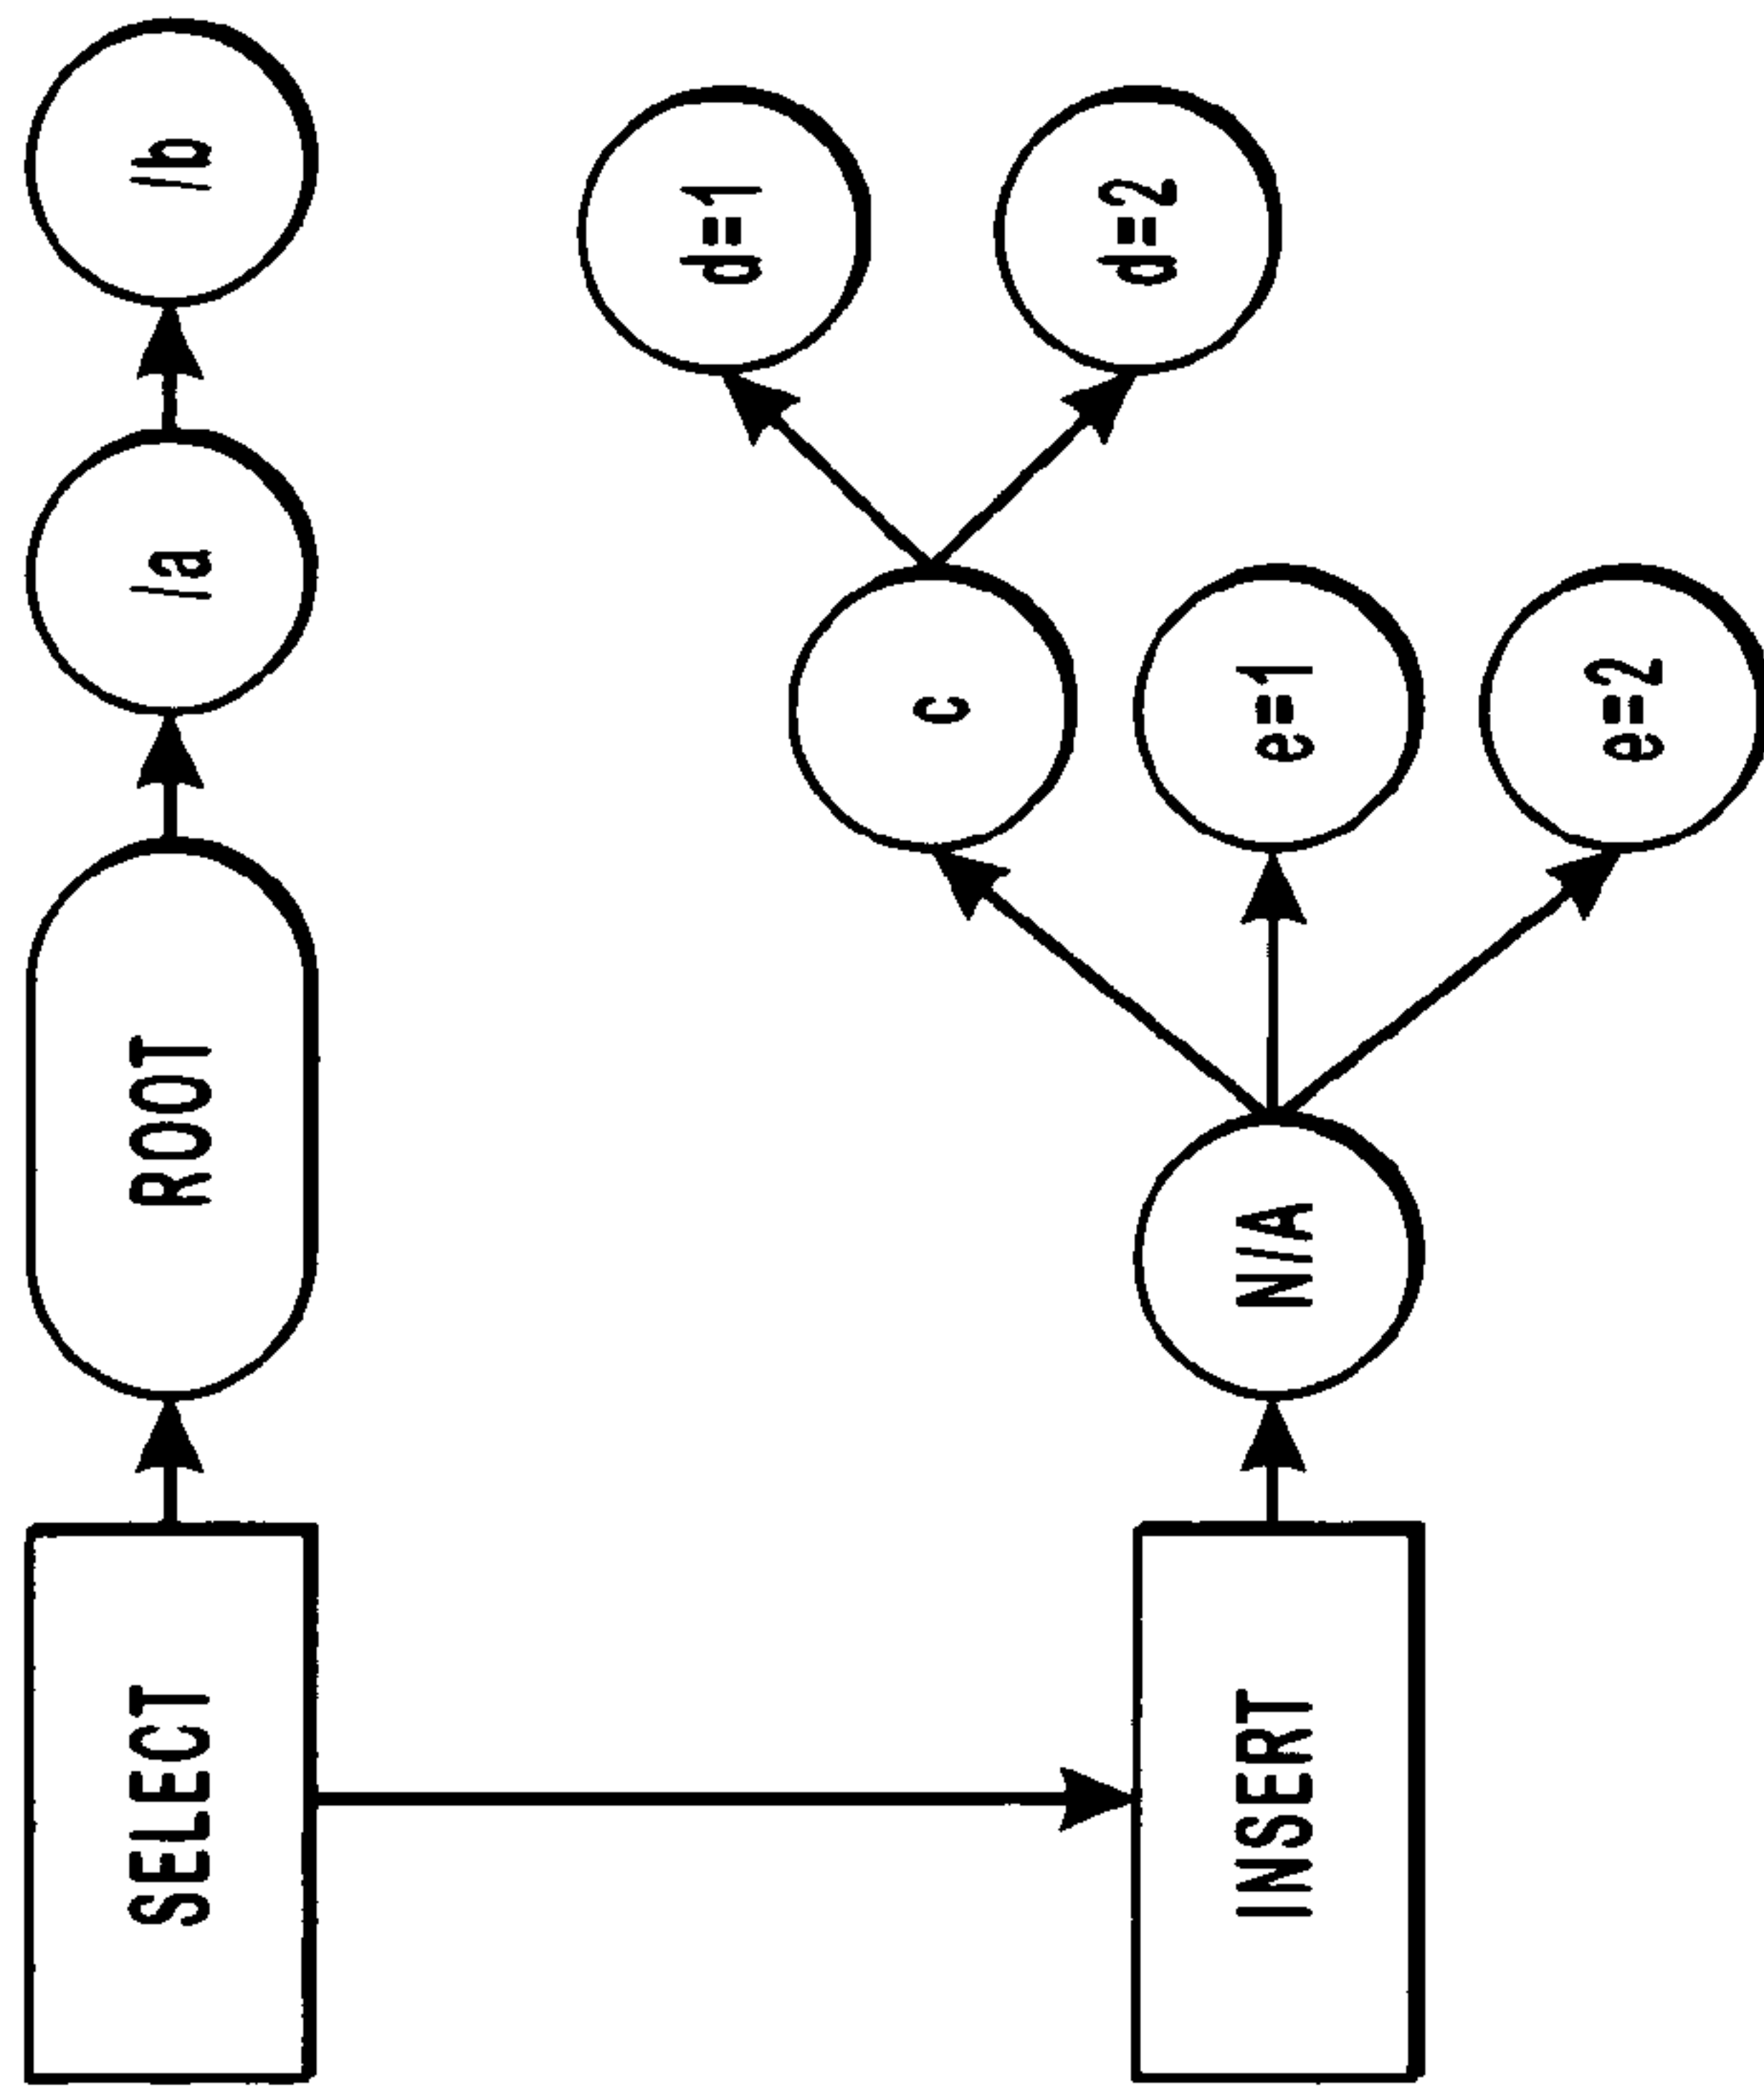 SELECT
ROOT
/a
/b
INSERT
N/A
c
d=1
d=2
e=1
e=2